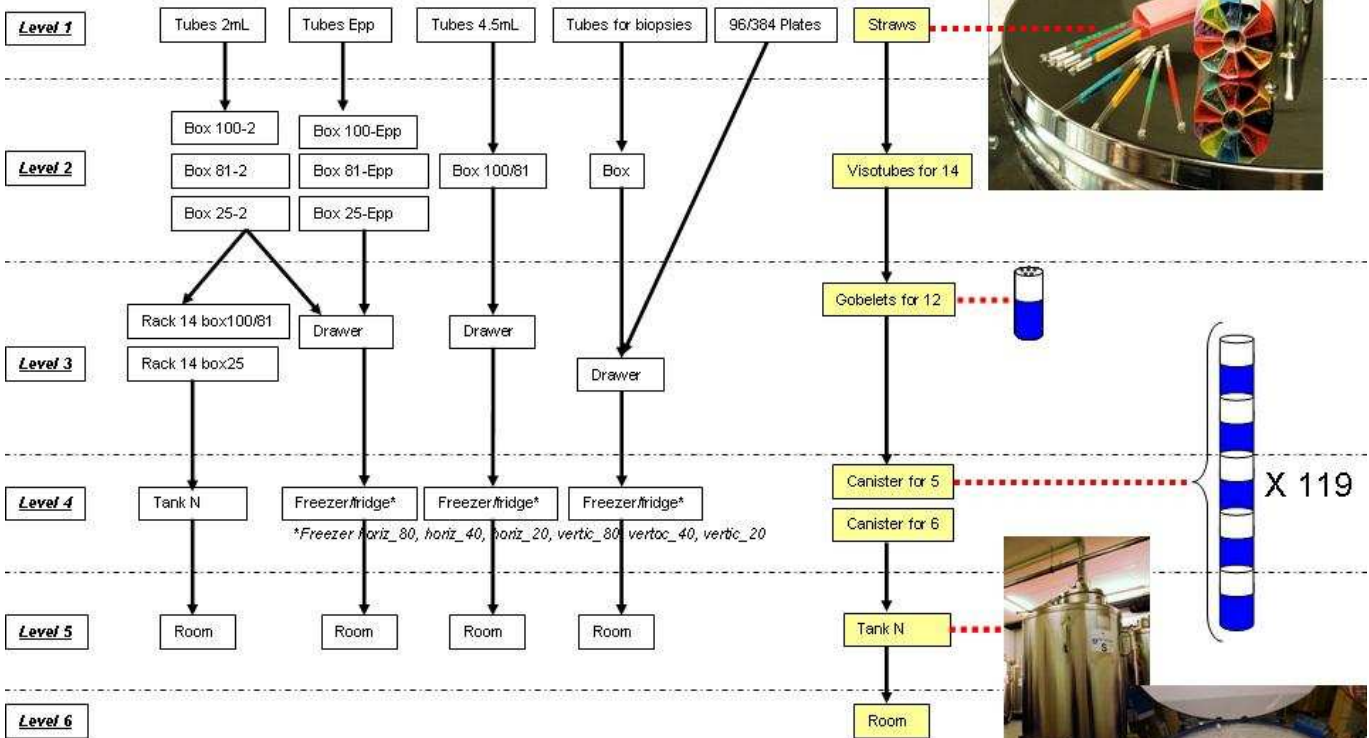 Level 1
Tubes 2mL
Tubes Epp
Tubes 4.5mL
Tubes for biopsies
96/384 Plates
Straws
Level 2
Box 100-2
Box 100-Epp
Box 81-2
Box 81-Epp
Box 100/81
Box
Visotubes for 14
Box 25-2
Box 25-Epp
Level 3
Gobelets for 12
Rack 14 box100/81
Drawer
Drawer
Rack 14 box25
Drawer
Level 4
Tank N
Freezer/fridge*
Freezer/fridge*
Freezer/fridge*
Canister for 5
X 119
Canister for 6
*Freezer horiz_80, horiz_40, horiz_20, vertic_80, vertoc_40, vertic_20
Level 5
Room
Room
Room
Room
Tank N
S
Level 6
Room